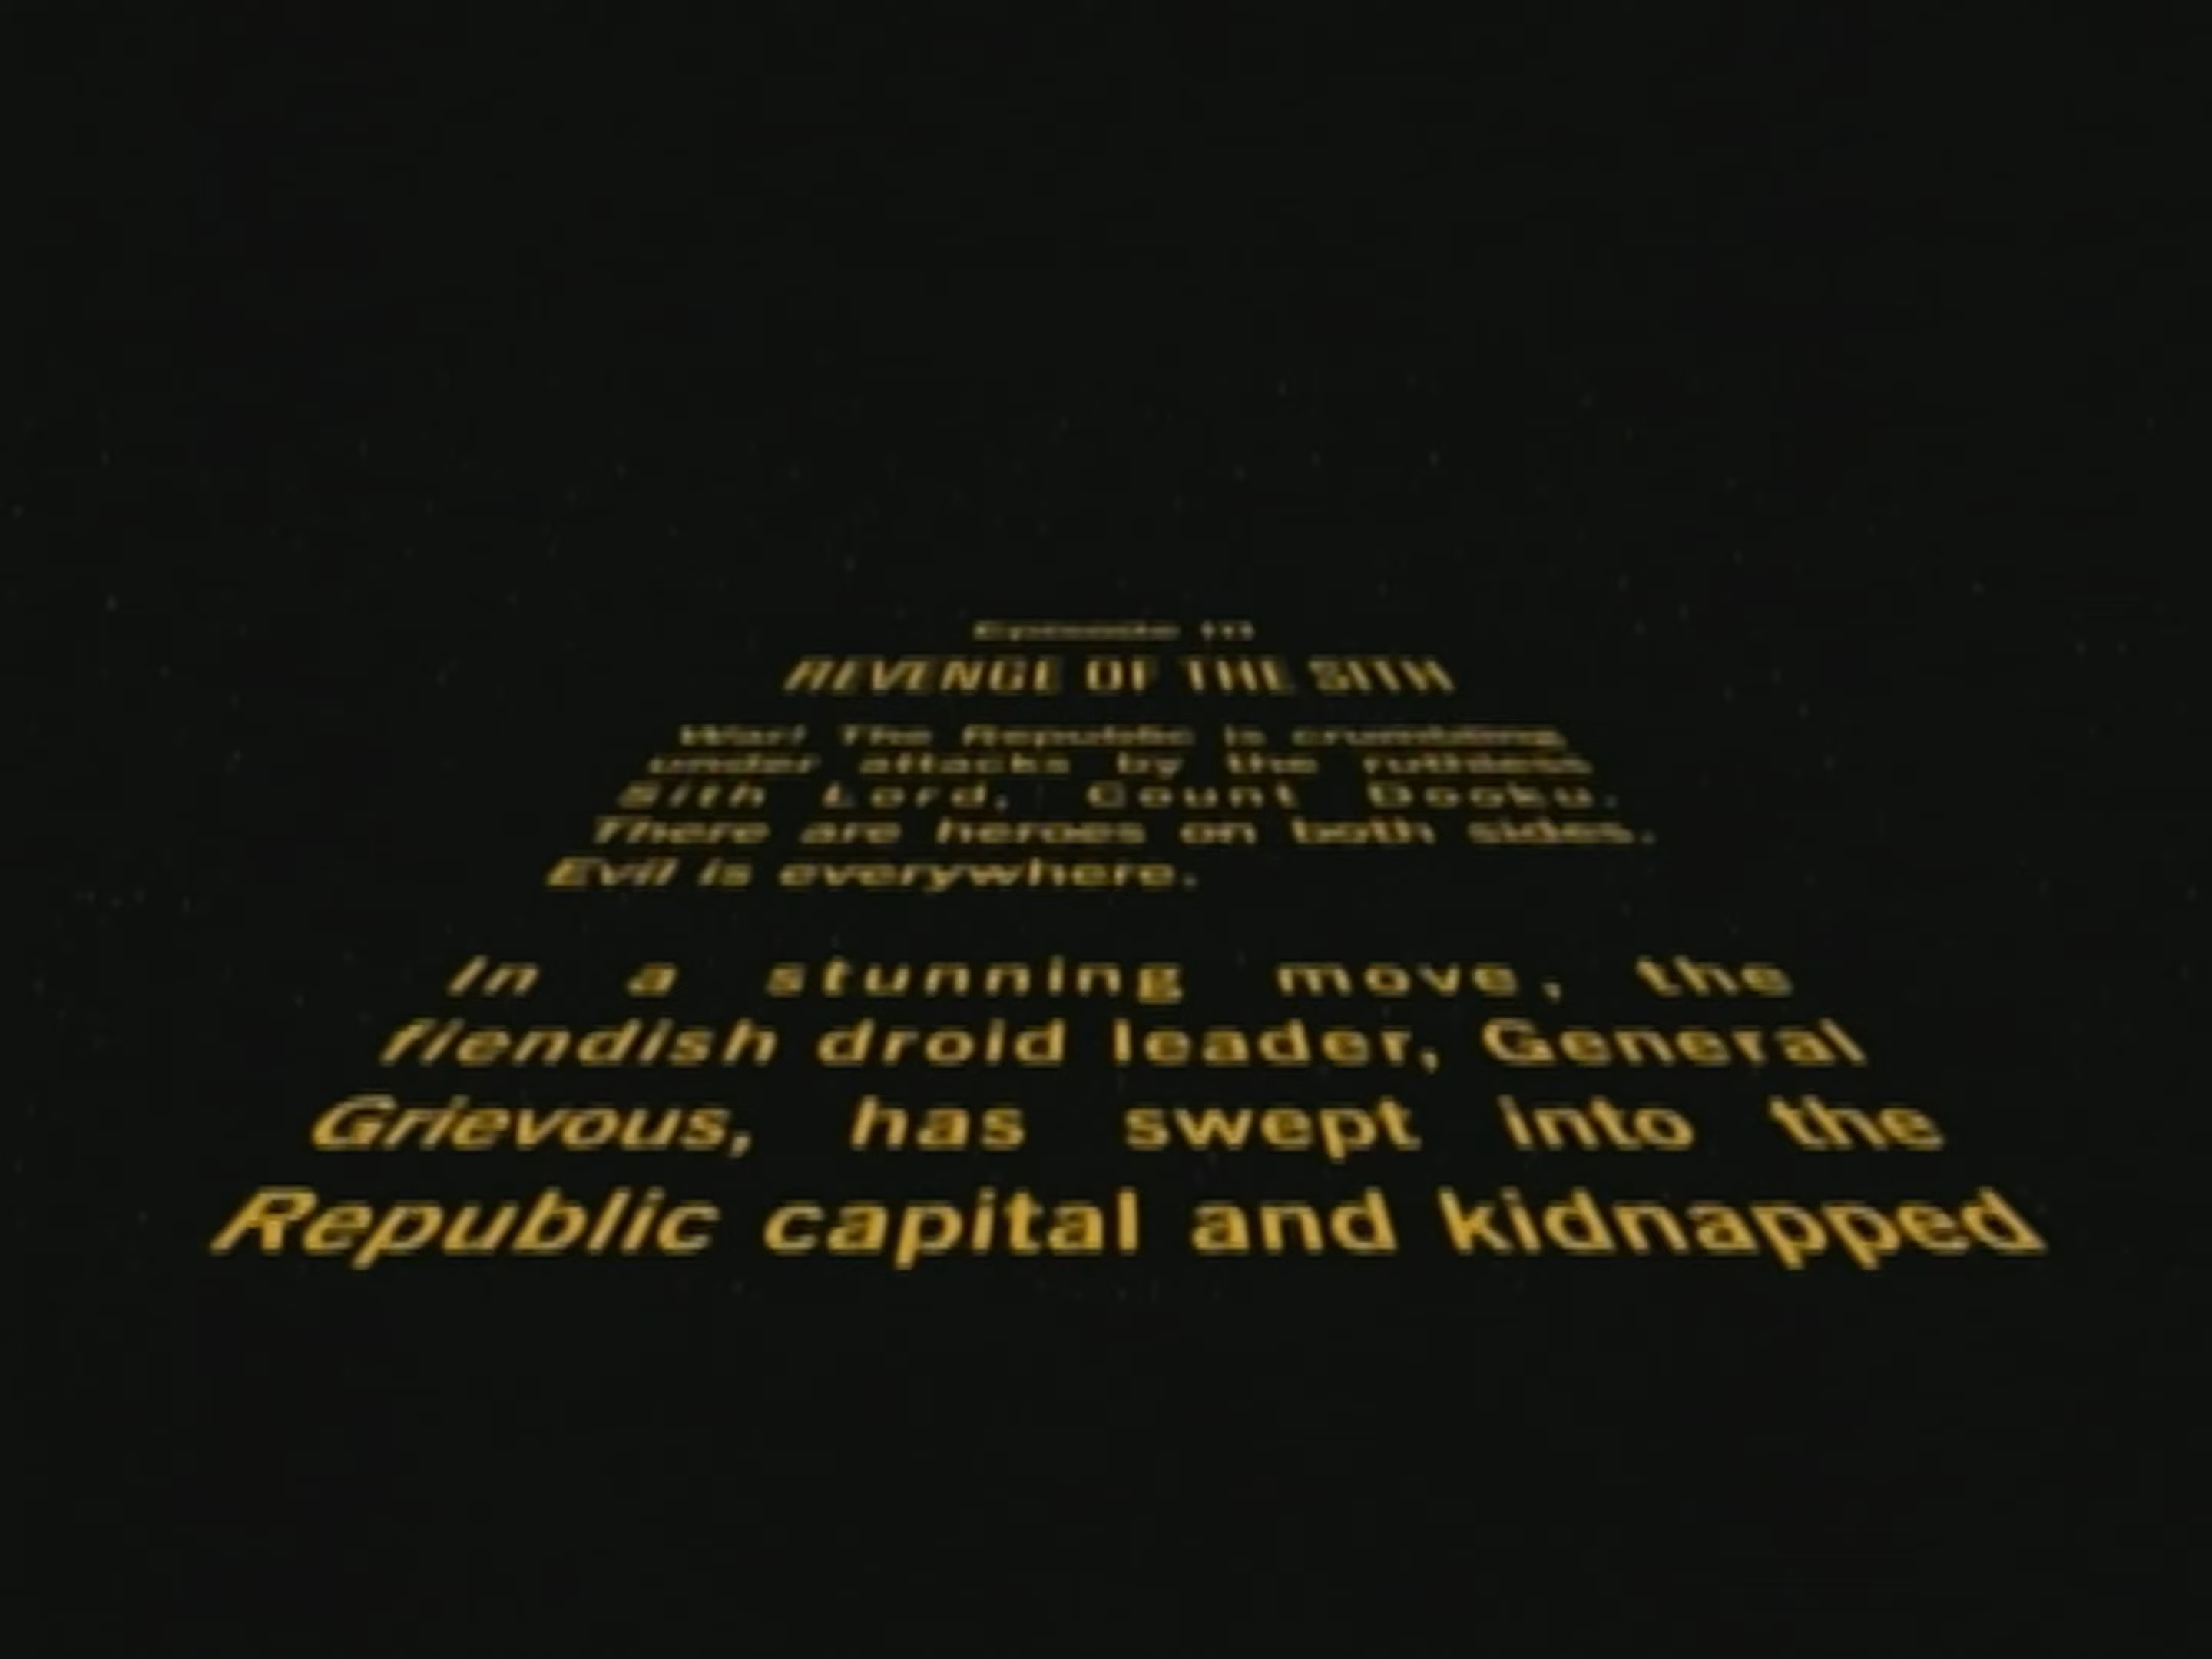 Episode III
REVENGE OF THE SITH
War! The Republic is crumbling
under attacks by the ruthless
Sith Lord, Count Dooku.
There are heroes on both sides.
Evil is everywhere.
In a stunning move, the
fiendish droid leader, General
Grievous, has swept into the
Republic capital and kidnapped